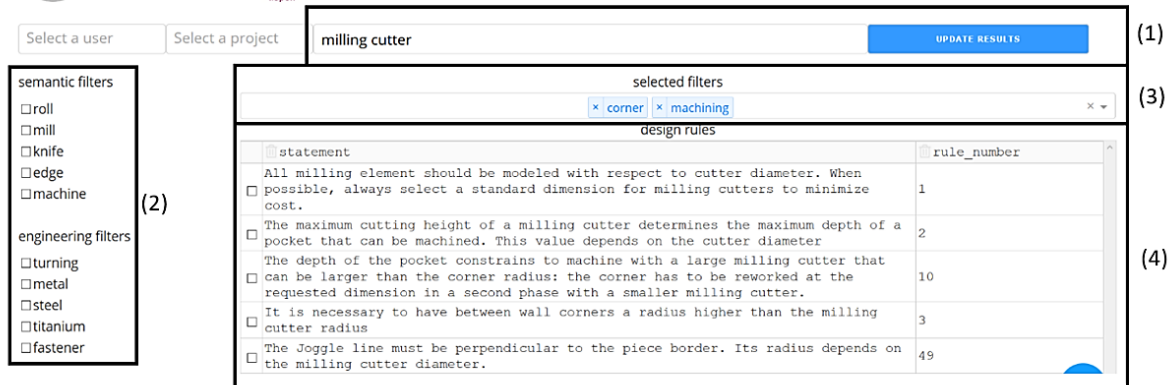 Select a user Select a project milling cutter UPDATE RESULTS (1)
semantic filters
roll
mill
knife
edge
machine
(2)
engineering filters
turning
metal
steel
titanium
fastener
selected filters
× corner × machining × (3)
design rules
statement rule_number
All milling element should be modeled with respect to cutter diameter. When
possible, always select a standard dimension for milling cutters to minimize 1
cost.
The maximum cutting height of a milling cutter determines the maximum depth of a
pocket that can be machined. This value depends on the cutter diameter 2
The depth of the pocket constrains to machine with a large milling cutter that
can be larger than the corner radius: the corner has to be reworked at the 10
requested dimension in a second phase with a smaller milling cutter.
It is necessary to have between wall corners a radius higher than the milling
cutter radius 3
The Joggle line must be perpendicular to the piece border. Its radius depends on
the milling cutter diameter. 49
(4)